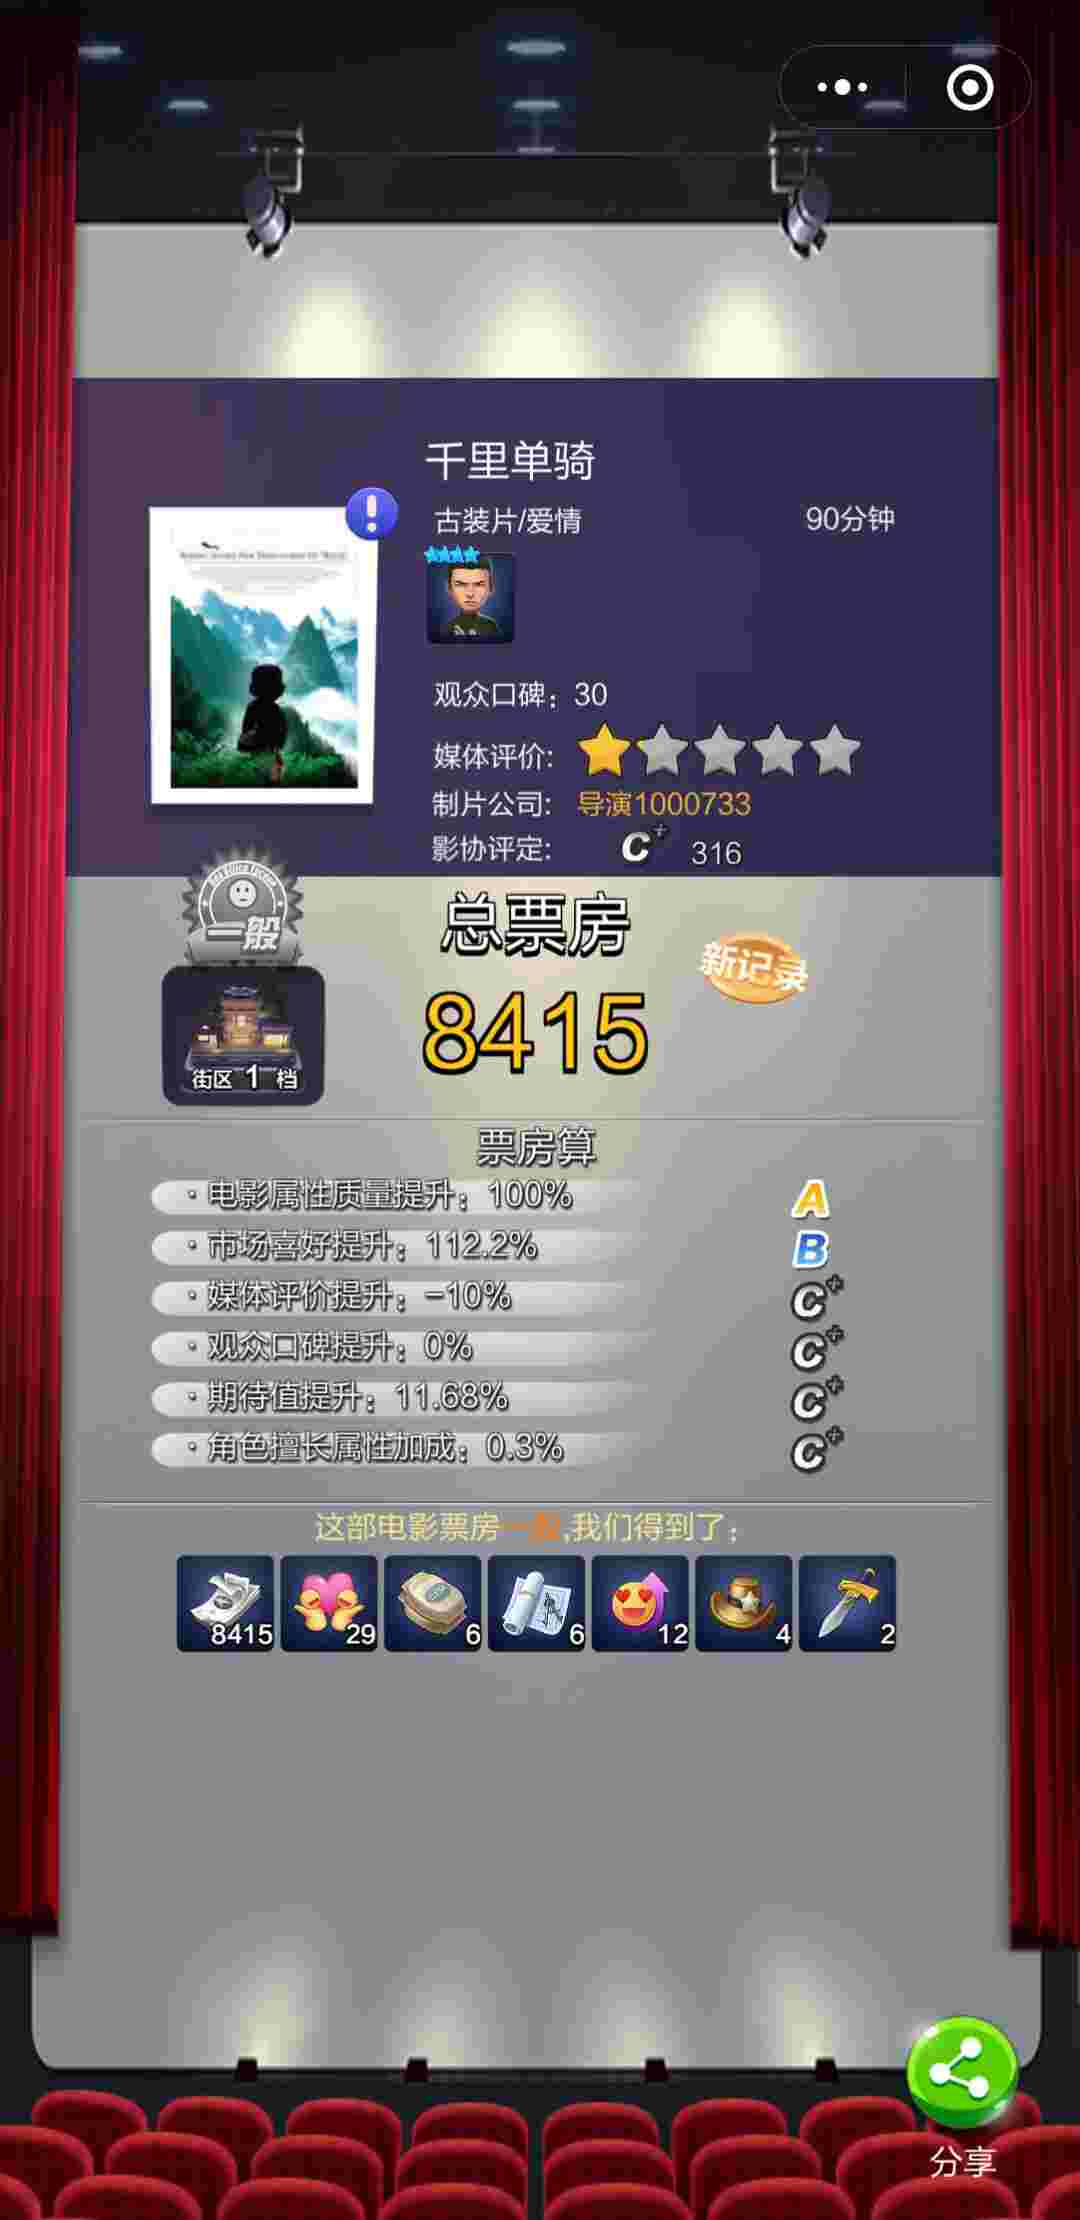 千里单骑
古装片/爱情
90分钟
观众口碑：30
媒体评价:
制片公司: 导演1000733
影协评定: C+ 316
一般
总票房
新记录
8415
街区 1 档
票房算
·电影属性质量提升：100% A
·市场喜好提升：112.2% B
·媒体评价提升：-10% C+
·观众口碑提升：0% C+
·期待值提升：11.68% C+
·角色擅长属性加成：0.3% C+
这部电影票房一般,我们得到了；
8415 29 6 6 12 4 2
分享